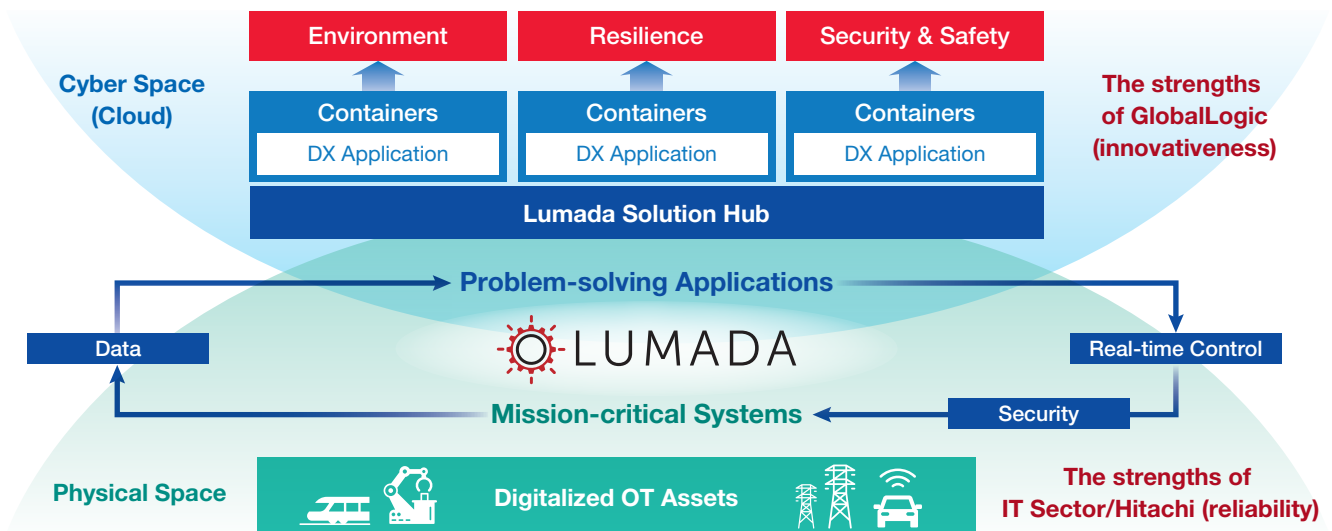 Environment
Resilience
Security & Safety
Cyber Space
(Cloud)
The strengths
of GlobalLogic
(innovativeness)
Containers
DX Application
Containers
DX Application
Containers
DX Application
Lumada Solution Hub
Problem-solving Applications
Data
LUMADA
Real-time Control
Mission-critical Systems
Security
Physical Space
Digitalized OT Assets
The strengths of
IT Sector/Hitachi (reliability)